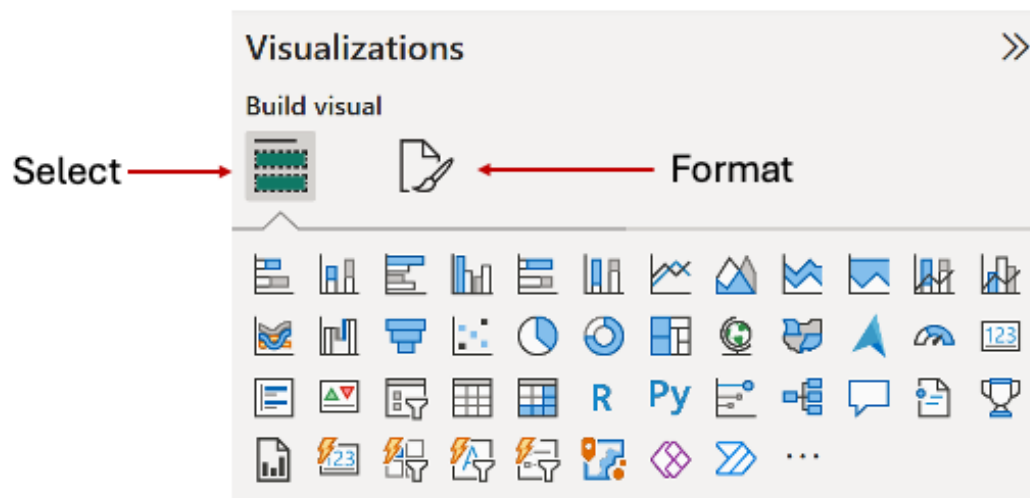 Visualizations
Build visual
Select
Format
123
R
Py
123